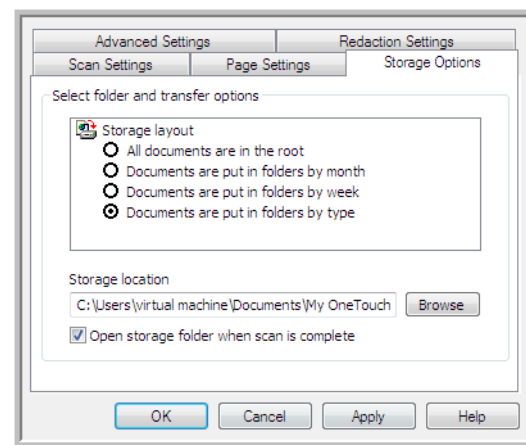 Advanced Settings
Redaction Settings
Scan Settings
Page Settings
Storage Options
Select folder and transfer options
Storage layout
All documents are in the root
Documents are put in folders by month
Documents are put in folders by week
Documents are put in folders by type
Storage location
C:\Users\virtual machine\Documents\My OneTouch
Browse
Open storage folder when scan is complete
OK
Cancel
Apply
Help